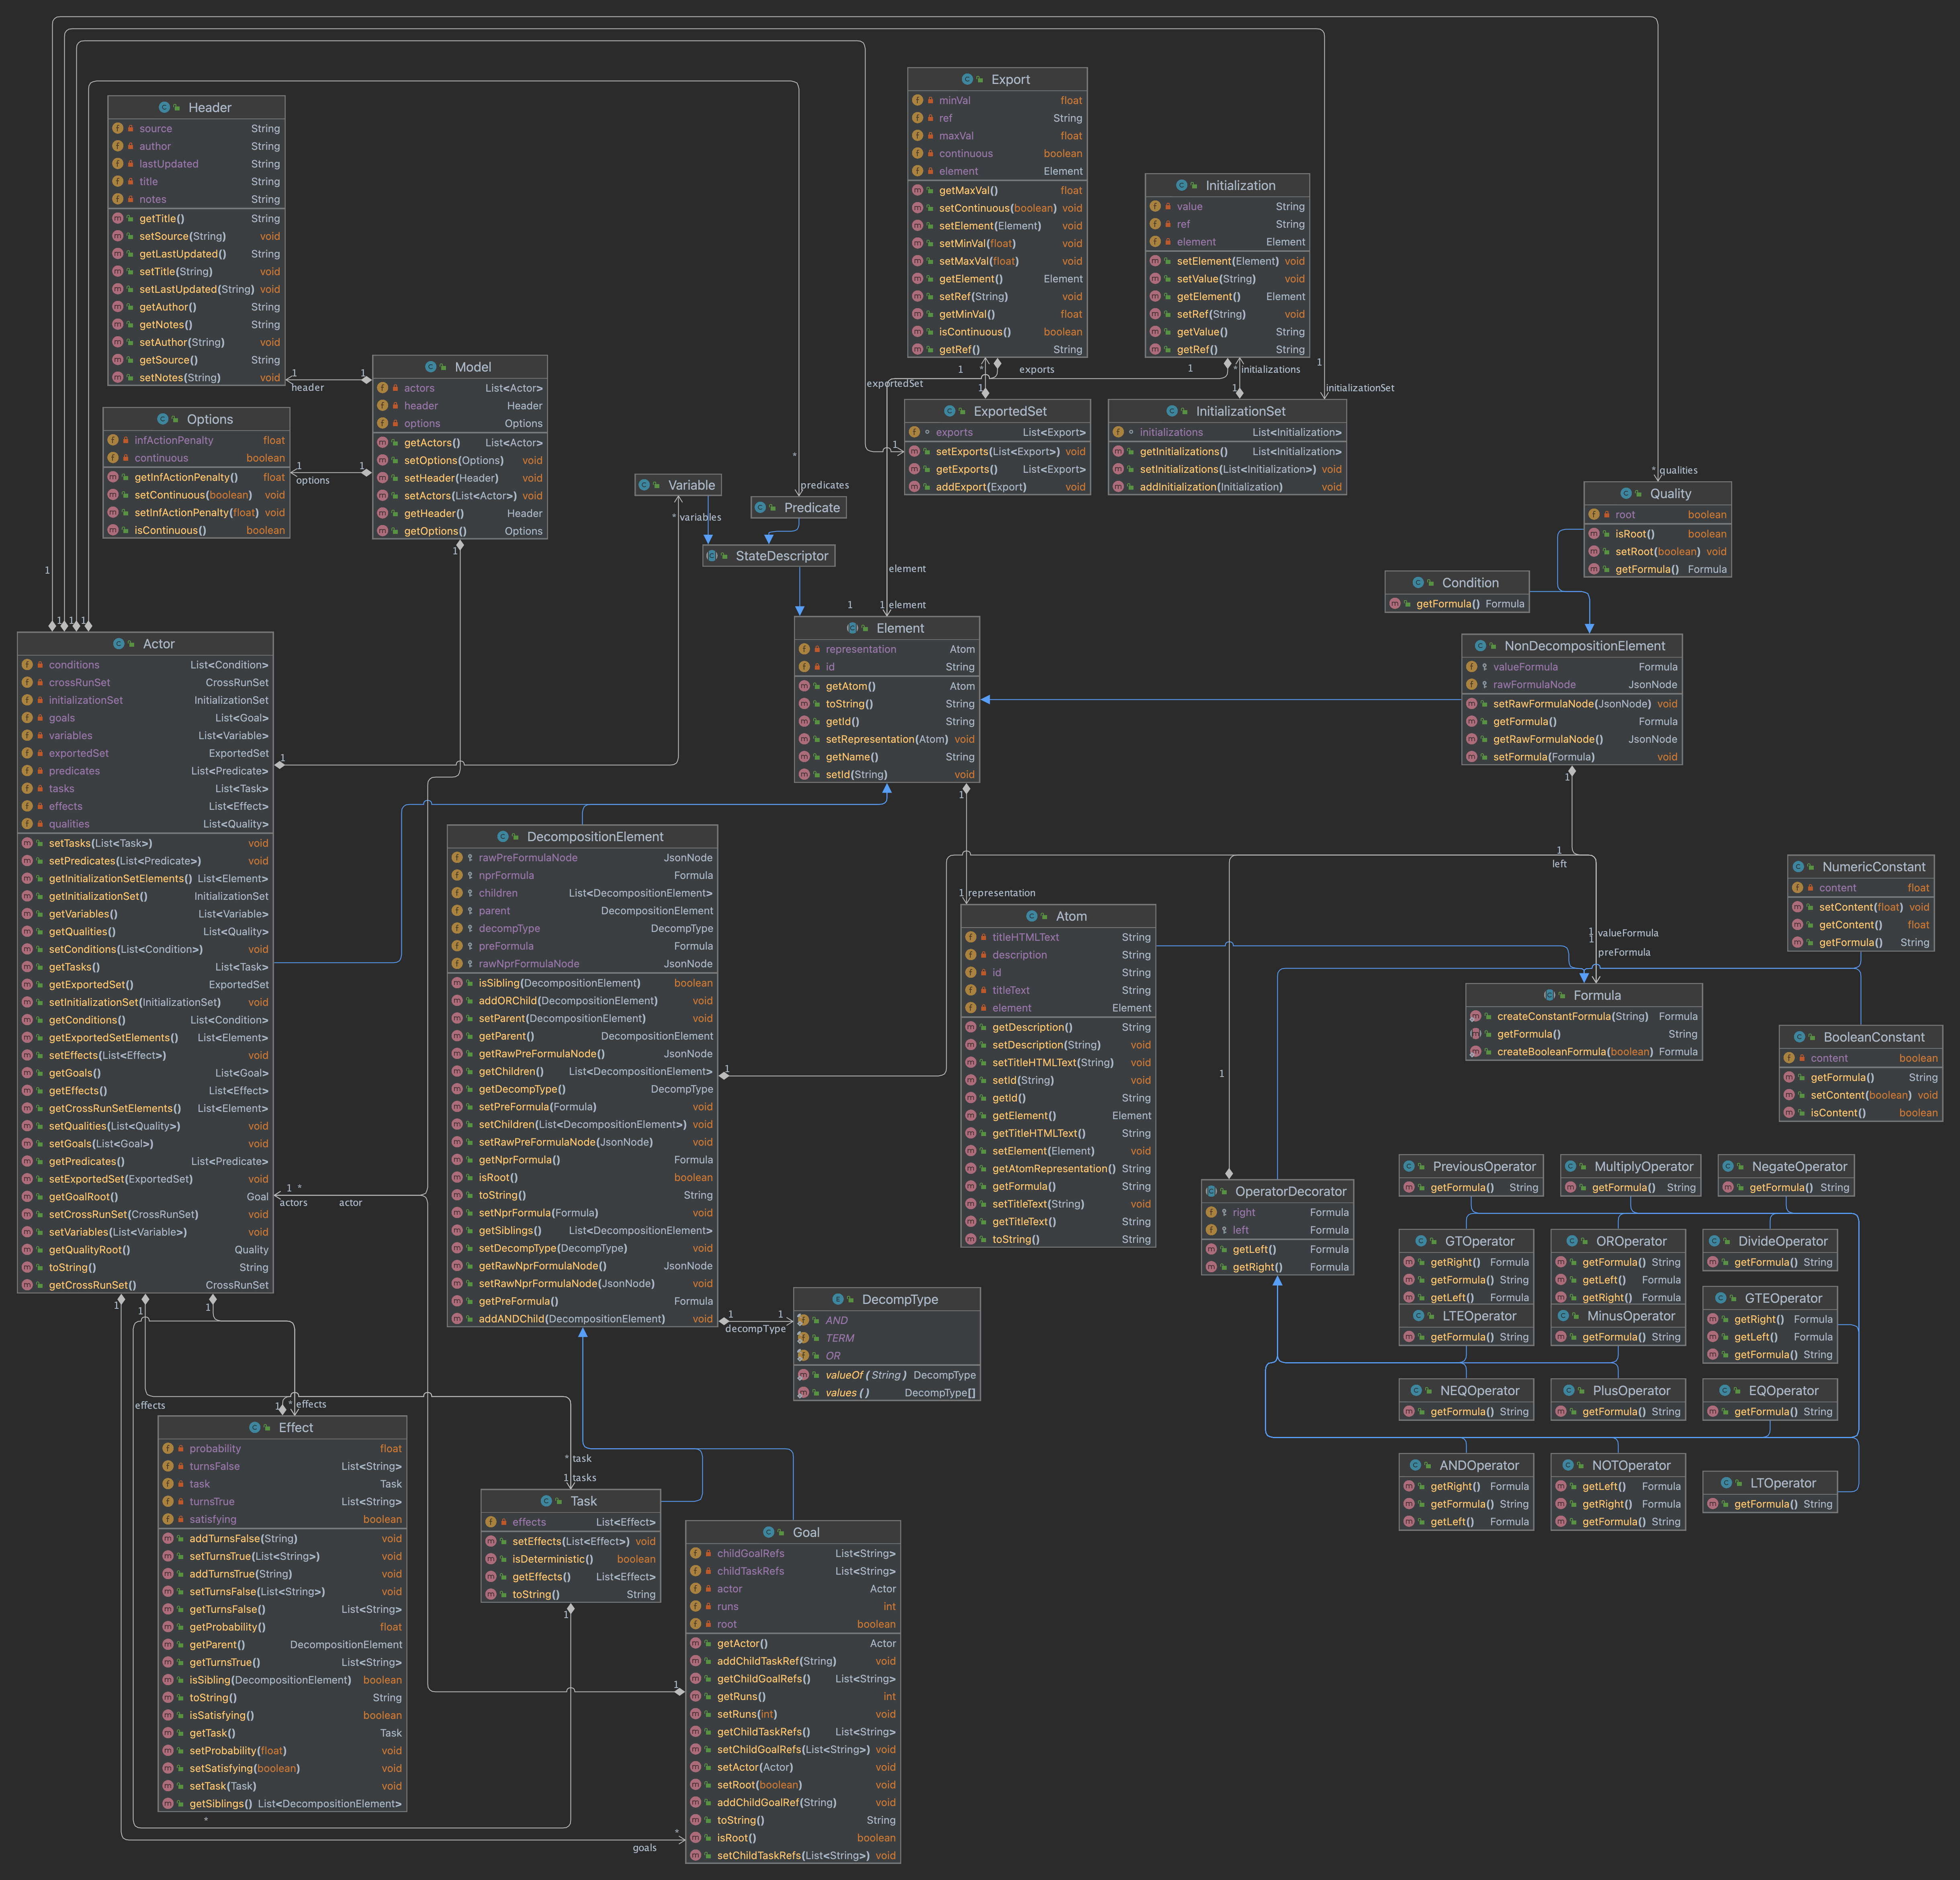 Header
source String
author String
lastUpdated String
title String
notes String
getTitle() String
setSource(String) void
getLastUpdated() String
setTitle(String) void
setLastUpdated(String) void
getAuthor() String
getNotes() String
setAuthor(String) void
getSource() String
setNotes(String) void
1 1
header
Options
infActionPenalty float
continuous boolean
getInfActionPenalty() float
setContinuous(boolean) void
setInfActionPenalty(float) void
isContinuous() boolean
1 1
options
Model
actors List<Actor>
header Header
options Options
getActors() List<Actor>
setOptions(Options) void
setHeader(Header) void
setActors(List<Actor>) void
getHeader() Header
getOptions() Options
1
Export
minVal float
ref String
maxVal float
continuous boolean
element Element
getMaxVal() float
setContinuous(boolean) void
setElement(Element) void
setMinVal(float) void
setMaxVal(float) void
getElement() Element
setRef(String) void
getMinVal() float
isContinuous() boolean
getRef() String
1 * exports
exportedSet
1
1
ExportedSet
exports List<Export>
setExports(List<Export>) void
getExports() List<Export>
addExport(Export) void
Initialization
value String
ref String
element Element
setElement(Element) void
setValue(String) void
getElement() Element
setRef(String) void
getValue() String
getRef() String
1 * initializations
1
1
initializationSet
InitializationSet
initializations List<Initialization>
getInitializations() List<Initialization>
setInitializations(List<Initialization>) void
addInitialization(Initialization) void
Variable
* variables
*
predicates
Predicate
StateDescriptor
* qualities
Quality
root boolean
isRoot() boolean
setRoot(boolean) void
getFormula() Formula
Condition
getFormula() Formula
element
1 1 element
Element
representation Atom
id String
getAtom() Atom
toString() String
getId() String
setRepresentation(Atom) void
getName() String
setId(String) void
1
1 representation
NonDecompositionElement
valueFormula Formula
rawFormulaNode JsonNode
setRawFormulaNode(JsonNode) void
getFormula() Formula
getRawFormulaNode() JsonNode
setFormula(Formula) void
1
1
left
1
1 1 1 1
Actor
conditions List<Condition>
crossRunSet CrossRunSet
initializationSet InitializationSet
goals List<Goal>
variables List<Variable>
exportedSet ExportedSet
predicates List<Predicate>
tasks List<Task>
effects List<Effect>
qualities List<Quality>
setTasks(List<Task>) void
setPredicates(List<Predicate>) void
getInitializationSetElements() List<Element>
getInitializationSet() InitializationSet
getVariables() List<Variable>
getQualities() List<Quality>
setConditions(List<Condition>) void
getTasks() List<Task>
getExportedSet() ExportedSet
setInitializationSet(InitializationSet) void
getConditions() List<Condition>
getExportedSetElements() List<Element>
setEffects(List<Effect>) void
getGoals() List<Goal>
getEffects() List<Effect>
getCrossRunSetElements() List<Element>
setQualities(List<Quality>) void
setGoals(List<Goal>) void
getPredicates() List<Predicate>
setExportedSet(ExportedSet) void
getGoalRoot() Goal
setCrossRunSet(CrossRunSet) void
setVariables(List<Variable>) void
getQualityRoot() Quality
toString() String
getCrossRunSet() CrossRunSet
1
1 *
actors actor
1 1 1
DecompositionElement
rawPreFormulaNode JsonNode
nprFormula Formula
children List<DecompositionElement>
parent DecompositionElement
decompType DecompType
preFormula Formula
rawNprFormulaNode JsonNode
isSibling(DecompositionElement) boolean
addORChild(DecompositionElement) void
setParent(DecompositionElement) void
getParent() DecompositionElement
getRawPreFormulaNode() JsonNode
getChildren() List<DecompositionElement>
getDecompType() DecompType
setPreFormula(Formula) void
setChildren(List<DecompositionElement>) void
setRawPreFormulaNode(JsonNode) void
getNprFormula() Formula
isRoot() boolean
toString() String
setNprFormula(Formula) void
getSiblings() List<DecompositionElement>
setDecompType(DecompType) void
getRawNprFormulaNode() JsonNode
setRawNprFormulaNode(JsonNode) void
getPreFormula() Formula
addANDChild(DecompositionElement) void
1
1 1
decompType
Atom
titleHTMLText String
description String
id String
titleText String
element Element
getDescription() String
setDescription(String) void
setTitleHTMLText(String) void
setId(String) void
getId() String
getElement() Element
getTitleHTMLText() String
setElement(Element) void
getAtomRepresentation() String
getFormula() String
setTitleText(String) void
getTitleText() String
toString() String
1 valueFormula
1
preFormula
Formula
createConstantFormula(String) Formula
getFormula() String
createBooleanFormula(boolean) Formula
NumericConstant
content float
setContent(float) void
getContent() float
getFormula() String
BooleanConstant
content boolean
getFormula() String
setContent(boolean) void
isContent() boolean
1
OperatorDecorator
right Formula
left Formula
getLeft() Formula
getRight() Formula
PreviousOperator
getFormula() String
MultiplyOperator
getFormula() String
NegateOperator
getFormula() String
GTOperator
getRight() Formula
getFormula() String
getLeft() Formula
OROperator
getFormula() String
getLeft() Formula
getRight() Formula
DivideOperator
getFormula() String
LTEOperator
getFormula() String
MinusOperator
getFormula() String
GTEOperator
getRight() Formula
getLeft() Formula
getFormula() String
NEQOperator
getFormula() String
PlusOperator
getFormula() String
EQOperator
getFormula() String
ANDOperator
getRight() Formula
getFormula() String
getLeft() Formula
NOTOperator
getLeft() Formula
getRight() Formula
getFormula() String
LTOperator
getFormula() String
DecompType
AND
TERM
OR
valueOf(String) DecompType
values() DecompType[]
effects
1 * effects
Effect
probability float
turnsFalse List<String>
task Task
turnsTrue List<String>
satisfying boolean
addTurnsFalse(String) void
setTurnsTrue(List<String>) void
addTurnsTrue(String) void
setTurnsFalse(List<String>) void
getTurnsFalse() List<String>
getProbability() float
getParent() DecompositionElement
getTurnsTrue() List<String>
isSibling(DecompositionElement) boolean
toString() String
isSatisfying() boolean
getTask() Task
setProbability(float) void
setSatisfying(boolean) void
setTask(Task) void
getSiblings() List<DecompositionElement>
*
* task
1 tasks
Task
effects List<Effect>
setEffects(List<Effect>) void
isDeterministic() boolean
getEffects() List<Effect>
toString() String
1
Goal
childGoalRefs List<String>
childTaskRefs List<String>
actor Actor
runs int
root boolean
getActor() Actor
addChildTaskRef(String) void
getChildGoalRefs() List<String>
getRuns() int
setRuns(int) void
getChildTaskRefs() List<String>
setChildGoalRefs(List<String>) void
setActor(Actor) void
setRoot(boolean) void
addChildGoalRef(String) void
toString() String
isRoot() boolean
setChildTaskRefs(List<String>) void
1
*
goals